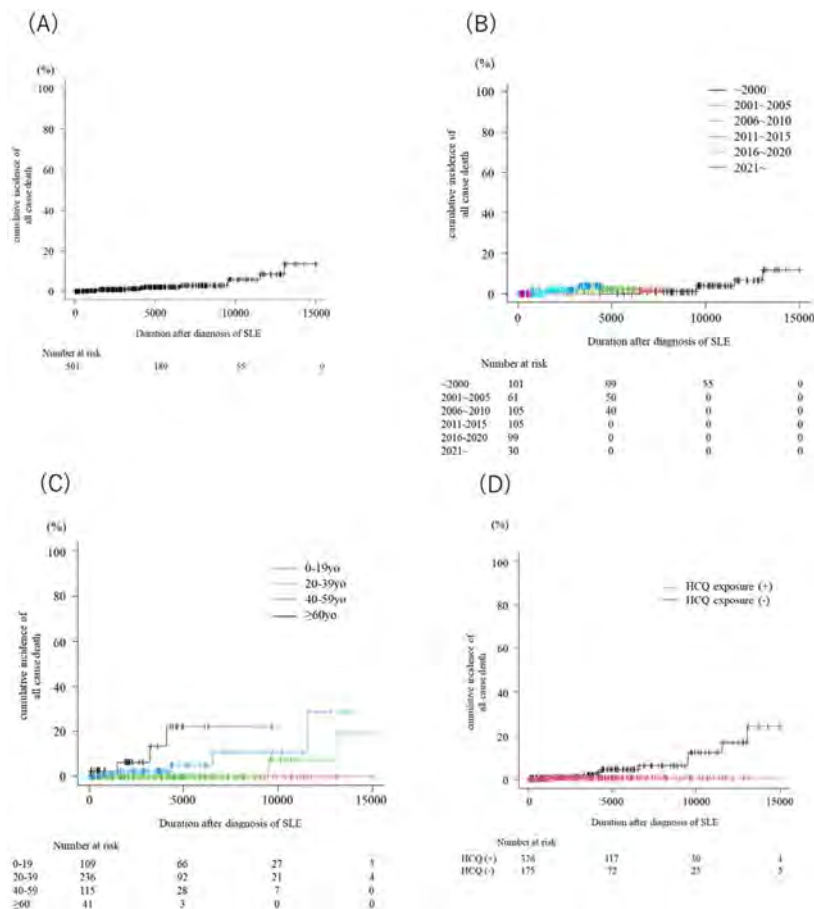 (A)
(%)
100
80
60
40
20
0
cumulative incidence of
all cause death
0 5000 10000 15000
Duration after diagnosis of SLE
Number at risk
501 180 55 0
(B)
(%)
100
80
60
40
20
0
cumulative incidence of
all cause death
~2000
2001~2005
2006~2010
2011~2015
2016~2020
2021~
0 5000 10000 15000
Duration after diagnosis of SLE
Number at risk
~2000 101 99 55 0
2001~2005 61 50 0 0
2006~2010 105 40 0 0
2011-2015 105 0 0 0
2016-2020 99 0 0 0
2021~ 30 0 0 0
(C)
(%)
100
80
60
40
20
0
cumulative incidence of
all cause death
0-19yo
20-39yo
40-59yo
≥60yo
0 5000 10000 15000
Duration after diagnosis of SLE
Number at risk
0-19 109 66 27
20-39 236 92 21 4
40-59 115 28 7 0
≥60 41 3 0 0
(D)
(%)
100
80
60
40
20
0
cumulative incidence of
all cause death
HCQ exposure (+)
HCQ exposure (-)
0 5000 10000 15000
Duration after diagnosis of SLE
Number at risk
HCQ (+) 326 117 30 4
HCQ (-) 175 72 25 5